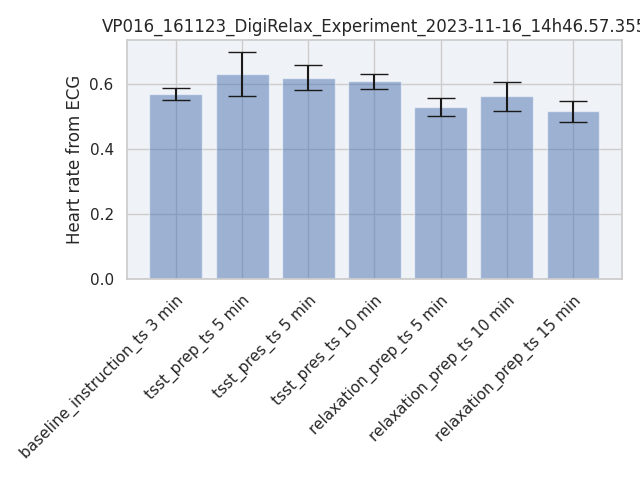 VP016_161123_DigiRelax_Experiment_2023-11-16_14h46.57.355
Heart rate from ECG
0.6
0.4
0.2
0.0
baseline_instruction_ts 3 min
tsst_prep_ts 5 min
tsst_pres_ts 5 min
tsst_pres_ts 10 min
relaxation_prep_ts 5 min
relaxation_prep_ts 10 min
relaxation_prep_ts 15 min